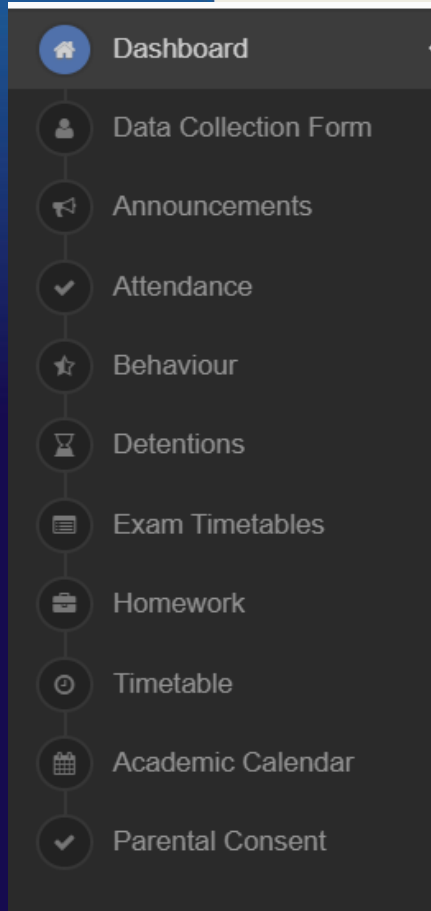 Dashboard
Data Collection Form
Announcements
Attendance
Behaviour
Detentions
Exam Timetables
Homework
Timetable
Academic Calendar
Parental Consent